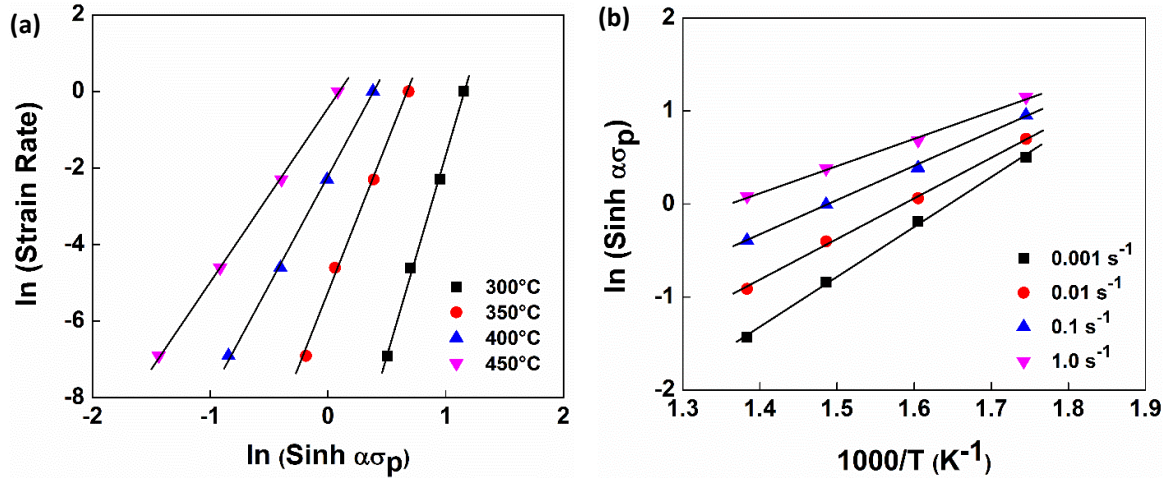 (a)
2
0
-2
-4
-6
-8
ln (Strain Rate)
300°C
350°C
400°C
450°C
-2 -1 0 1 2
ln (Sinh ασp)
(b)
2
1
0
-1
-2
ln (Sinh ασp)
0.001 s-1
0.01 s-1
0.1 s-1
1.0 s-1
1.3 1.4 1.5 1.6 1.7 1.8 1.9
1000/T (K-1)